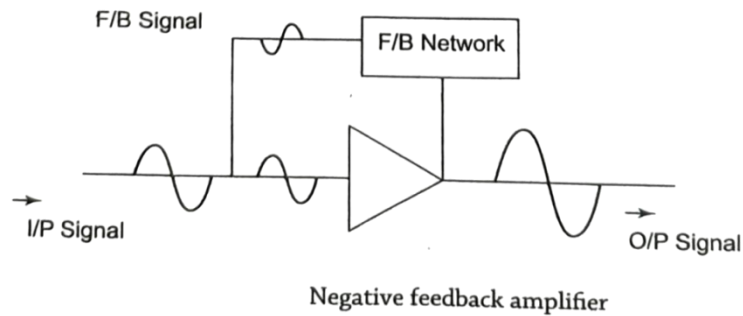 F/B Signal
F/B Network
I/P Signal
O/P Signal
Negative feedback amplifier